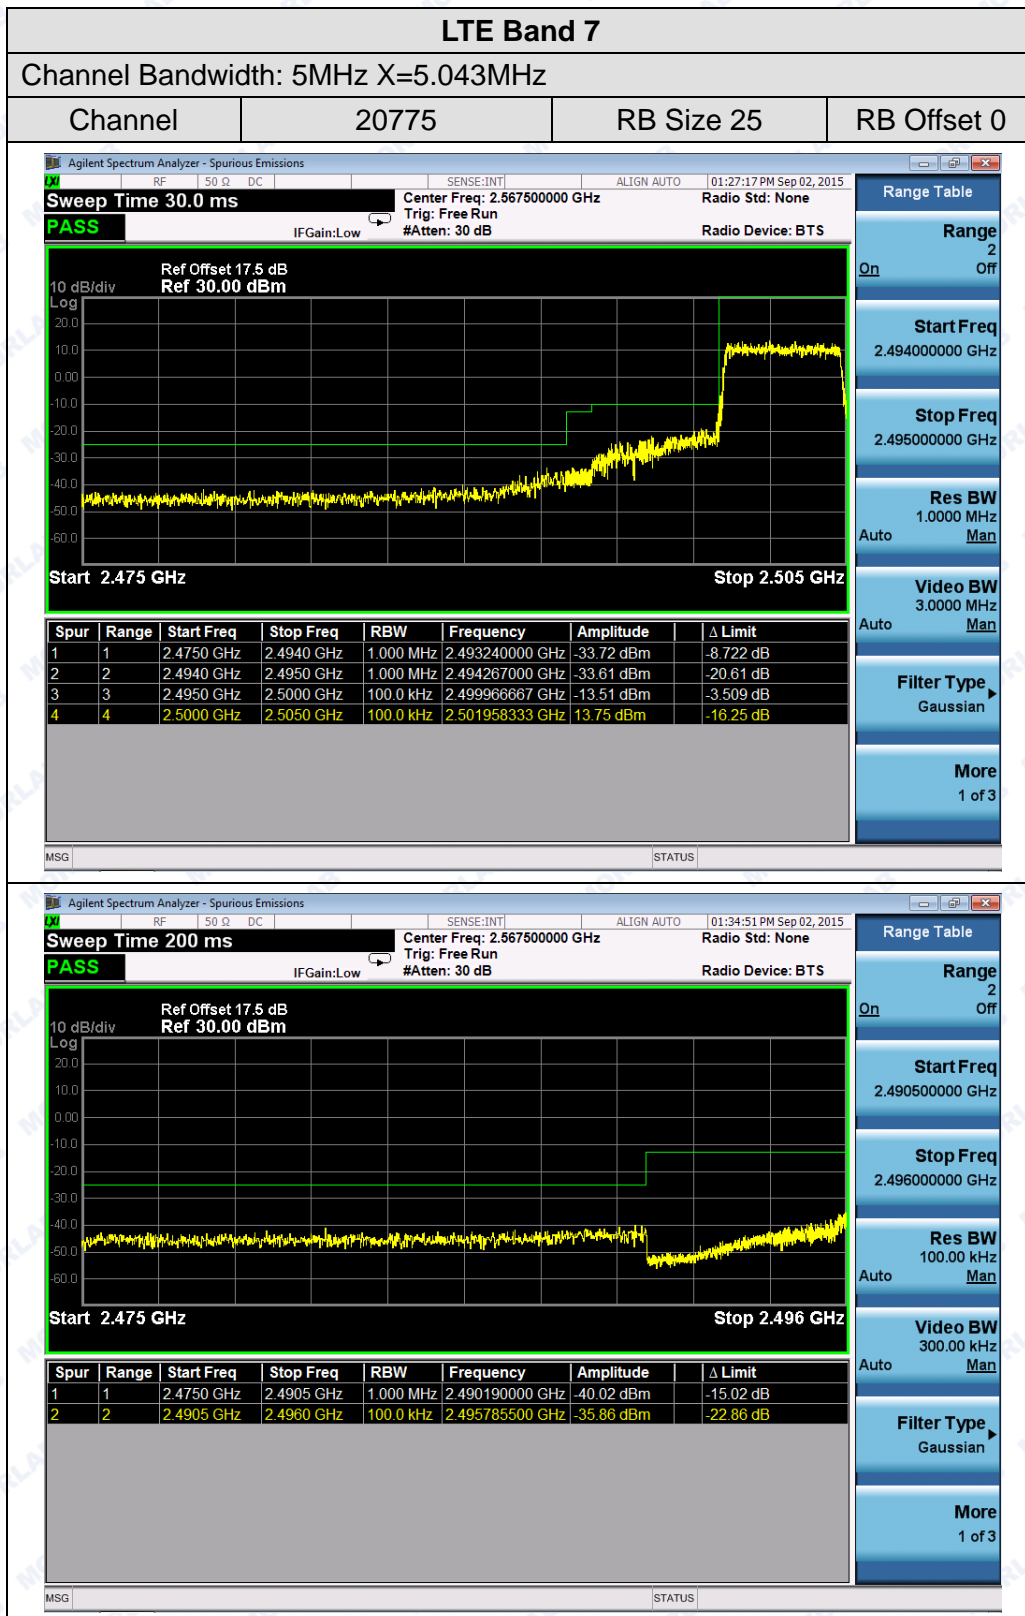 LTE Band 7
Channel Bandwidth: 5MHz X=5.043MHz
Channel 20775 RB Size 25 RB Offset 0
Agilent Spectrum Analyzer - Spurious Emissions
LXI RF 50 Ω DC SENSE:INT ALIGN AUTO 01:27:17 PM Sep 02, 2015
Sweep Time 30.0 ms Center Freq: 2.567500000 GHz Radio Std: None
Trig: Free Run
PASS IFGain:Low #Atten: 30 dB Radio Device: BTS
Ref Offset 17.5 dB
10 dB/div Ref 30.00 dBm
Log
20.0
10.0
0.00
-10.0
-20.0
-30.0
-40.0
-50.0
-60.0
Start 2.475 GHz Stop 2.505 GHz
Spur Range Start Freq Stop Freq RBW Frequency Amplitude Δ Limit
1 1 2.4750 GHz 2.4940 GHz 1.000 MHz 2.493240000 GHz -33.72 dBm -8.722 dB
2 2 2.4940 GHz 2.4950 GHz 1.000 MHz 2.494267000 GHz -33.61 dBm -20.61 dB
3 3 2.4950 GHz 2.5000 GHz 100.0 kHz 2.499966667 GHz -13.51 dBm -3.509 dB
4 4 2.5000 GHz 2.5050 GHz 100.0 kHz 2.501958333 GHz 13.75 dBm -16.25 dB
MSG STATUS
Range Table
Range
2
On Off
Start Freq
2.494000000 GHz
Stop Freq
2.495000000 GHz
Res BW
1.0000 MHz
Auto Man
Video BW
3.0000 MHz
Auto Man
Filter Type
Gaussian
More
1 of 3
Agilent Spectrum Analyzer - Spurious Emissions
LXI RF 50 Ω DC SENSE:INT ALIGN AUTO 01:34:51 PM Sep 02, 2015
Sweep Time 200 ms Center Freq: 2.567500000 GHz Radio Std: None
Trig: Free Run
PASS IFGain:Low #Atten: 30 dB Radio Device: BTS
Ref Offset 17.5 dB
10 dB/div Ref 30.00 dBm
Log
20.0
10.0
0.00
-10.0
-20.0
-30.0
-40.0
-50.0
-60.0
Start 2.475 GHz Stop 2.496 GHz
Spur Range Start Freq Stop Freq RBW Frequency Amplitude Δ Limit
1 1 2.4750 GHz 2.4905 GHz 1.000 MHz 2.490190000 GHz -40.02 dBm -15.02 dB
2 2 2.4905 GHz 2.4960 GHz 100.0 kHz 2.495785500 GHz -35.86 dBm -22.86 dB
MSG STATUS
Range Table
Range
2
On Off
Start Freq
2.490500000 GHz
Stop Freq
2.496000000 GHz
Res BW
100.00 kHz
Auto Man
Video BW
300.00 kHz
Auto Man
Filter Type
Gaussian
More
1 of 3